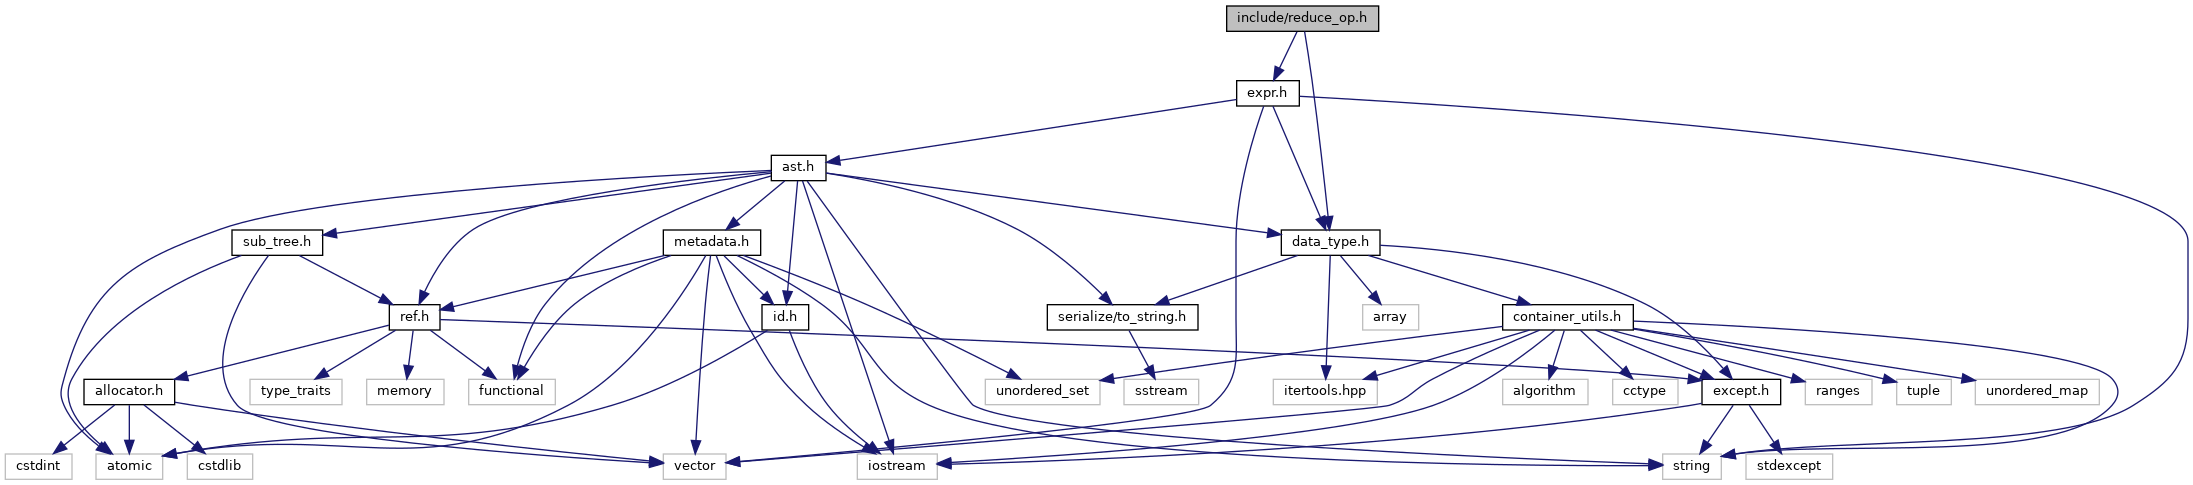 include/reduce_op.h
expr.h
ast.h
sub_tree.h
metadata.h
data_type.h
ref.h
id.h
serialize/to_string.h
array
container_utils.h
allocator.h
type_traits
memory
functional
unordered_set
sstream
itertools.hpp
algorithm
cctype
except.h
ranges
tuple
unordered_map
cstdint
atomic
cstdlib
vector
iostream
string
stdexcept